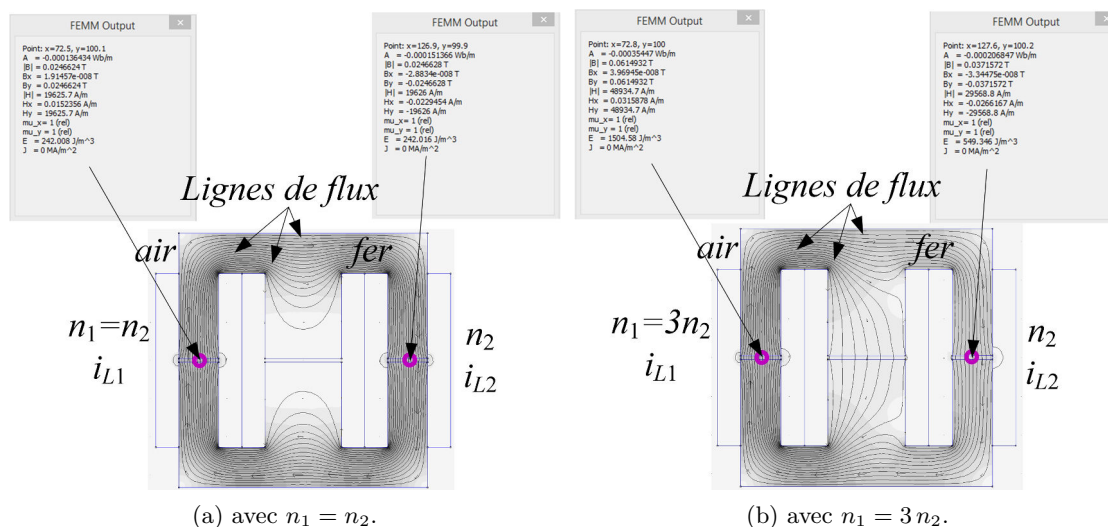 FEMM Output
Point: x=72.5, y=100.1
A = -0.000136434 Wb/m
|B| = 0.0246624 T
Bx = 1.91457e-008 T
By = 0.0246624 T
|H| = 19625.7 A/m
Hx = 0.0152356 A/m
Hy = 19625.7 A/m
mu_x= 1 (rel)
mu_y = 1 (rel)
E = 242.008 J/m^3
J = 0 MA/m^2
FEMM Output
Point: x=126.9, y=99.9
A = -0.000151366 Wb/m
|B| = 0.0246628 T
Bx = -2.8834e-008 T
By = -0.0246628 T
|H| = 19626 A/m
Hx = -0.0229454 A/m
Hy = -19626 A/m
mu_x= 1 (rel)
mu_y = 1 (rel)
E = 242.016 J/m^3
J = 0 MA/m^2
Lignes de flux
air
fer
n1=n2
iL1
n2
iL2
(a) avec n1 = n2.
FEMM Output
Point: x=72.8, y=100
A = -0.00035447 Wb/m
|B| = 0.0614932 T
Bx = 3.96945e-008 T
By = 0.0614932 T
|H| = 48934.7 A/m
Hx = 0.0315878 A/m
Hy = 48934.7 A/m
mu_x= 1 (rel)
mu_y = 1 (rel)
E = 1504.58 J/m^3
J = 0 MA/m^2
FEMM Output
Point: x=127.6, y=100.2
A = -0.000206847 Wb/m
|B| = 0.0371572 T
Bx = -3.34475e-008 T
By = -0.0371572 T
|H| = 29568.8 A/m
Hx = -0.0266167 A/m
Hy = -29568.8 A/m
mu_x= 1 (rel)
mu_y = 1 (rel)
E = 549.346 J/m^3
J = 0 MA/m^2
Lignes de flux
air
fer
n1=3n2
iL1
n2
iL2
(b) avec n1 = 3 n2.